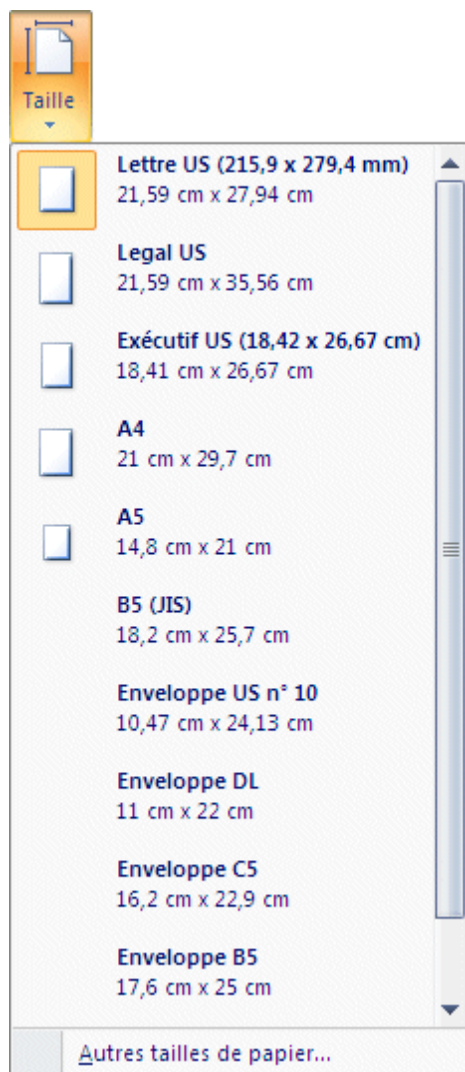 Taille
Lettre US (215,9 x 279,4 mm)
21,59 cm x 27,94 cm
Legal US
21,59 cm x 35,56 cm
Exécutif US (18,42 x 26,67 cm)
18,41 cm x 26,67 cm
A4
21 cm x 29,7 cm
A5
14,8 cm x 21 cm
B5 (JIS)
18,2 cm x 25,7 cm
Enveloppe US n° 10
10,47 cm x 24,13 cm
Enveloppe DL
11 cm x 22 cm
Enveloppe C5
16,2 cm x 22,9 cm
Enveloppe B5
17,6 cm x 25 cm
Autres tailles de papier...